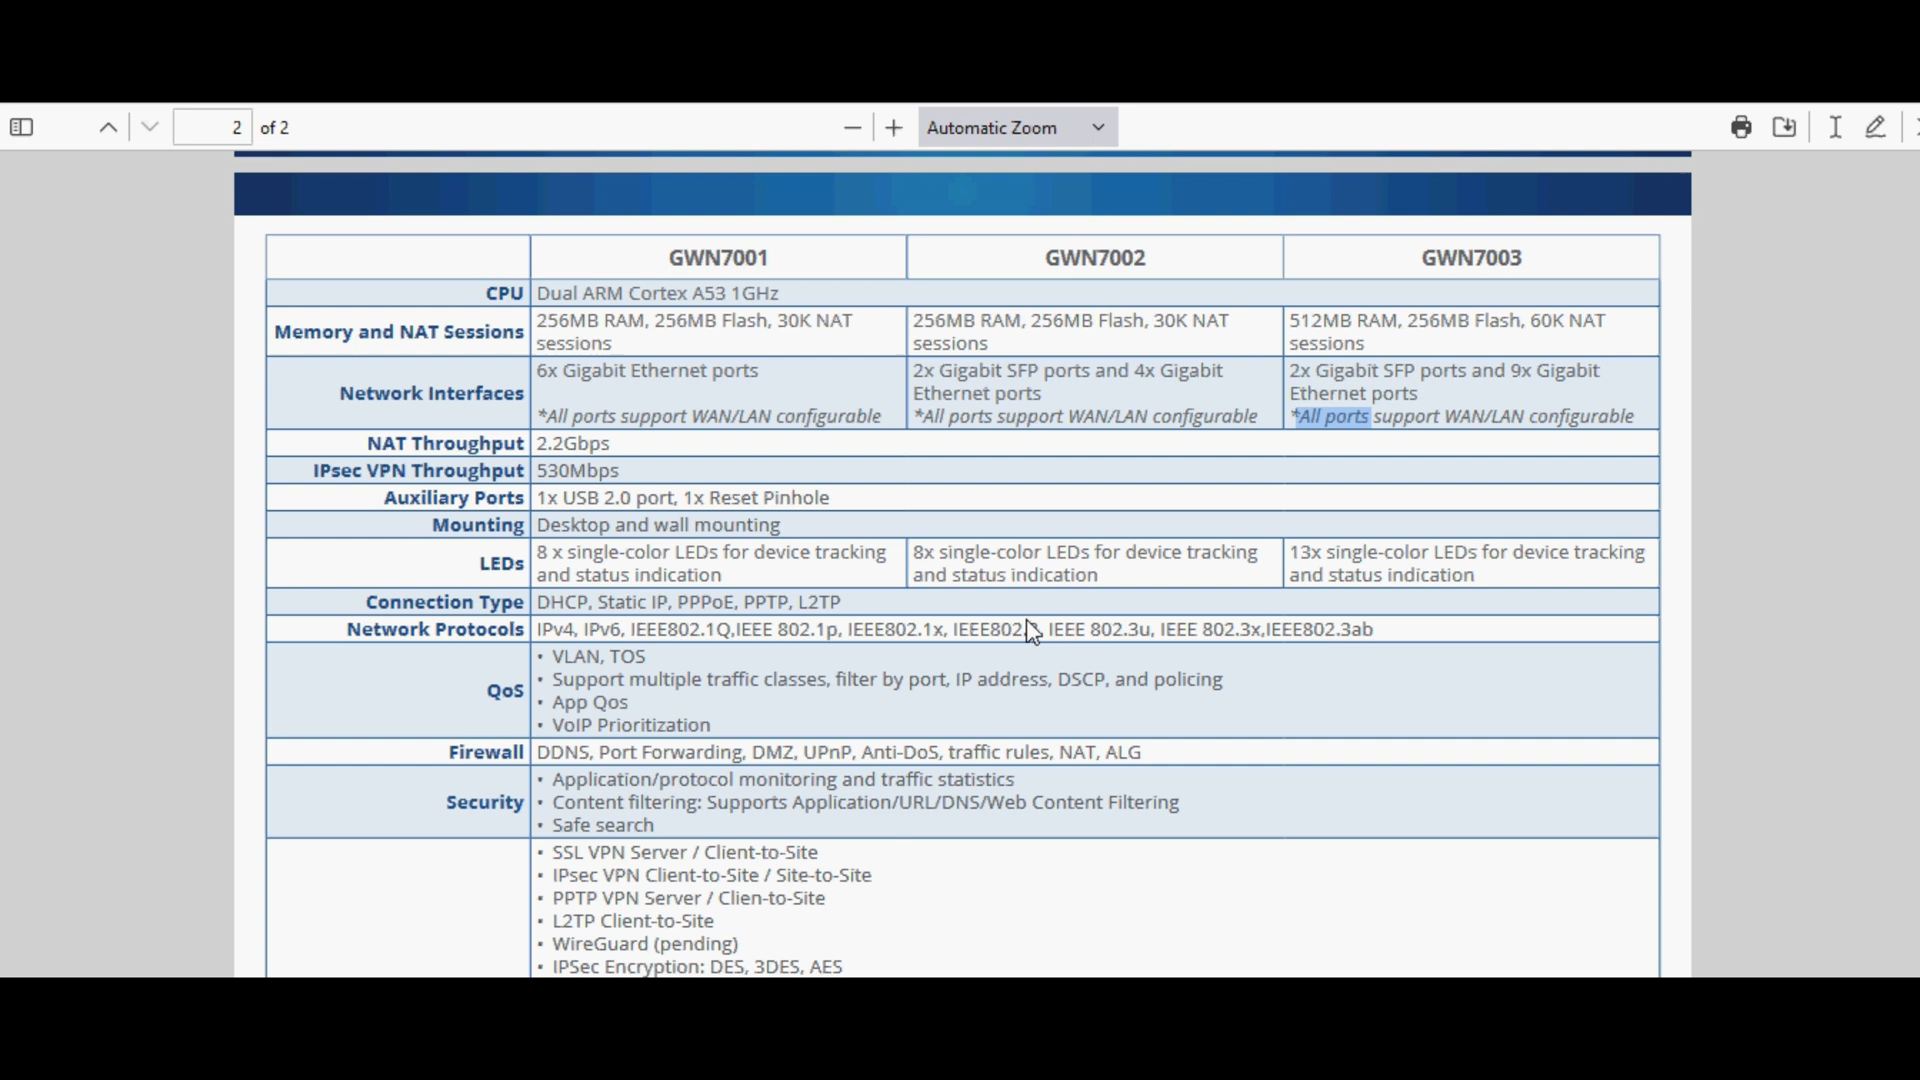 2 of 2
Automatic Zoom
GWN7001 GWN7002 GWN7003
CPU Dual ARM Cortex A53 1GHz
Memory and NAT Sessions
256MB RAM, 256MB Flash, 30K NAT
sessions
256MB RAM, 256MB Flash, 30K NAT
sessions
512MB RAM, 256MB Flash, 60K NAT
sessions
Network Interfaces
6x Gigabit Ethernet ports
*All ports support WAN/LAN configurable
2x Gigabit SFP ports and 4x Gigabit
Ethernet ports
*All ports support WAN/LAN configurable
2x Gigabit SFP ports and 9x Gigabit
Ethernet ports
*All ports support WAN/LAN configurable
NAT Throughput 2.2Gbps
IPsec VPN Throughput 530Mbps
Auxiliary Ports 1x USB 2.0 port, 1x Reset Pinhole
Mounting Desktop and wall mounting
LEDs
8 x single-color LEDs for device tracking
and status indication
8x single-color LEDs for device tracking
and status indication
13x single-color LEDs for device tracking
and status indication
Connection Type DHCP, Static IP, PPPoE, PPTP, L2TP
Network Protocols IPv4, IPv6, IEEE802.1Q,IEEE 802.1p, IEEE802.1x, IEEE 802.3u, IEEE 802.3x,IEEE802.3ab
QoS
• VLAN, TOS
• Support multiple traffic classes, filter by port, IP address, DSCP, and policing
• App Qos
• VoIP Prioritization
Firewall DDNS, Port Forwarding, DMZ, UPnP, Anti-DoS, traffic rules, NAT, ALG
Security
• Application/protocol monitoring and traffic statistics
• Content filtering: Supports Application/URL/DNS/Web Content Filtering
• Safe search
• SSL VPN Server / Client-to-Site
• IPsec VPN Client-to-Site / Site-to-Site
• PPTP VPN Server / Clien-to-Site
• L2TP Client-to-Site
• WireGuard (pending)
• IPSec Encryption: DES, 3DES, AES